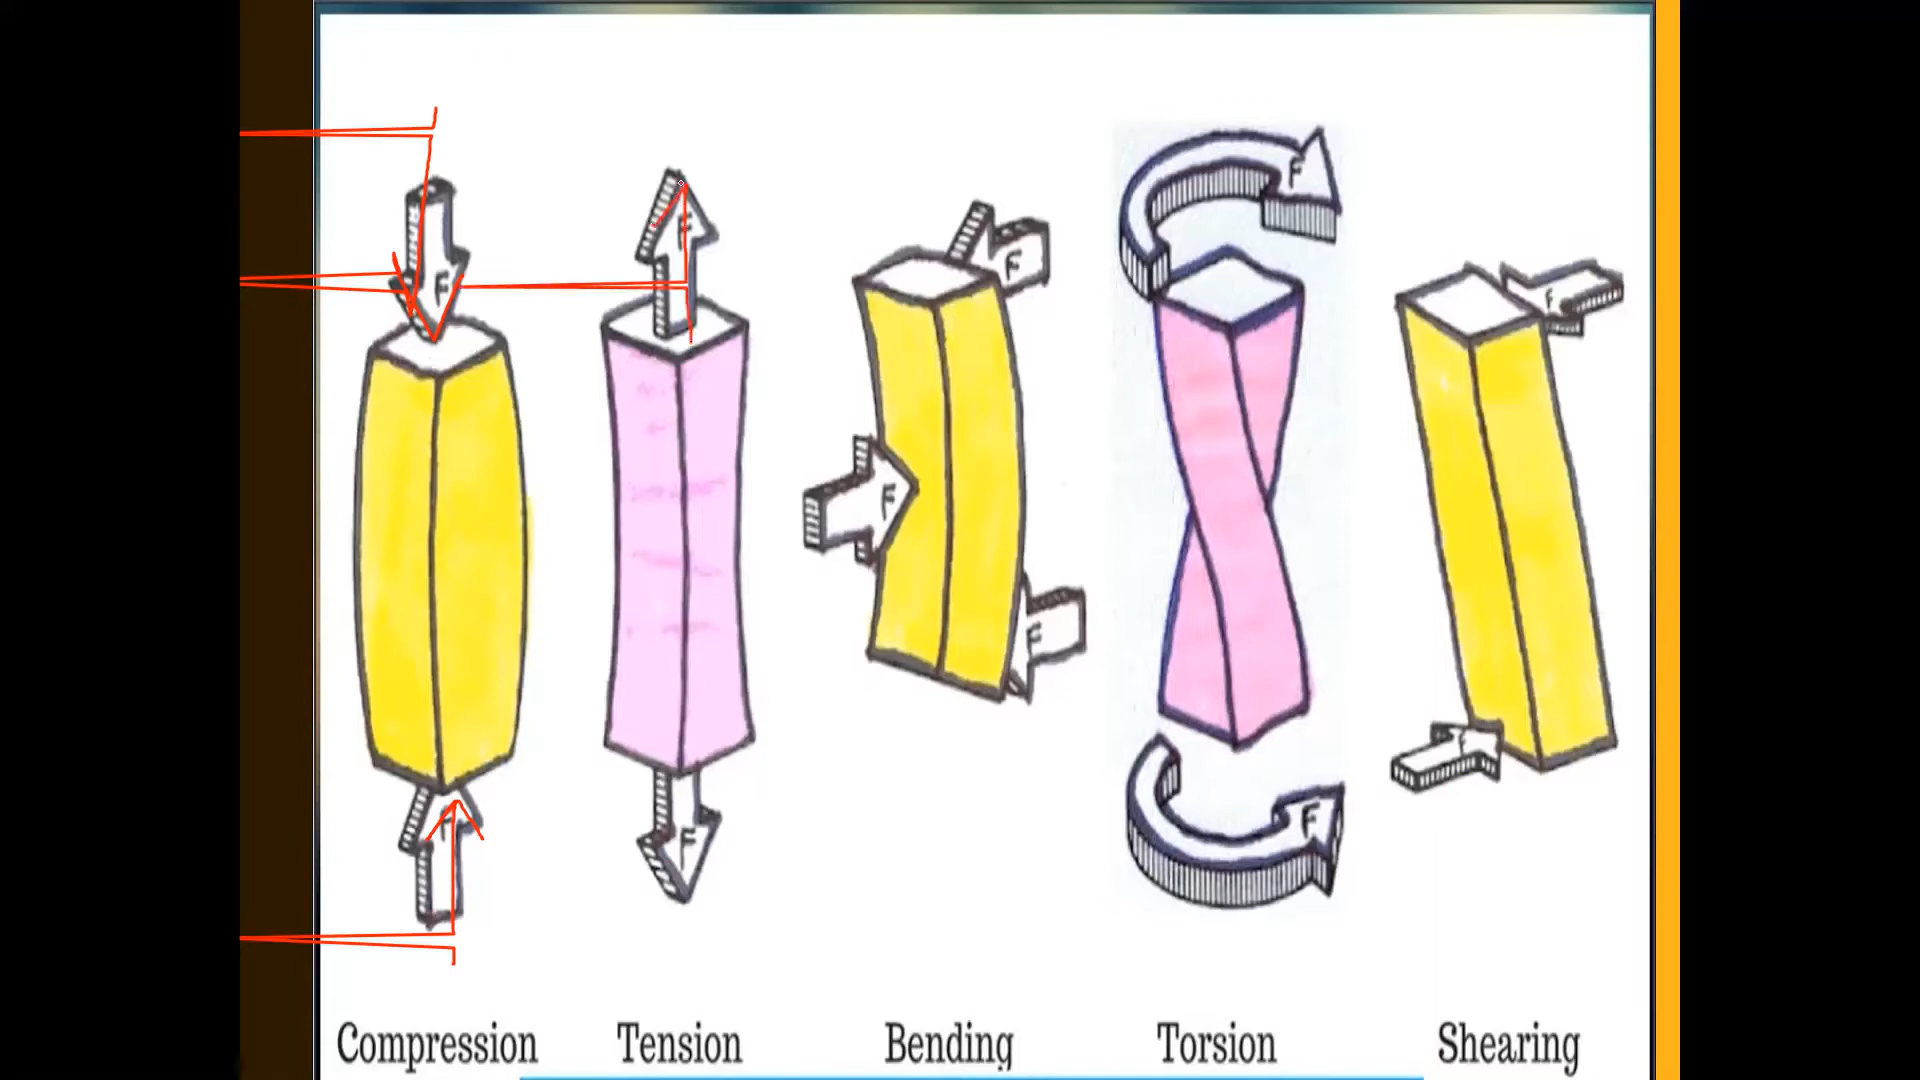 F F F F F
F F
F F F F
Compression Tension Bending Torsion Shearing